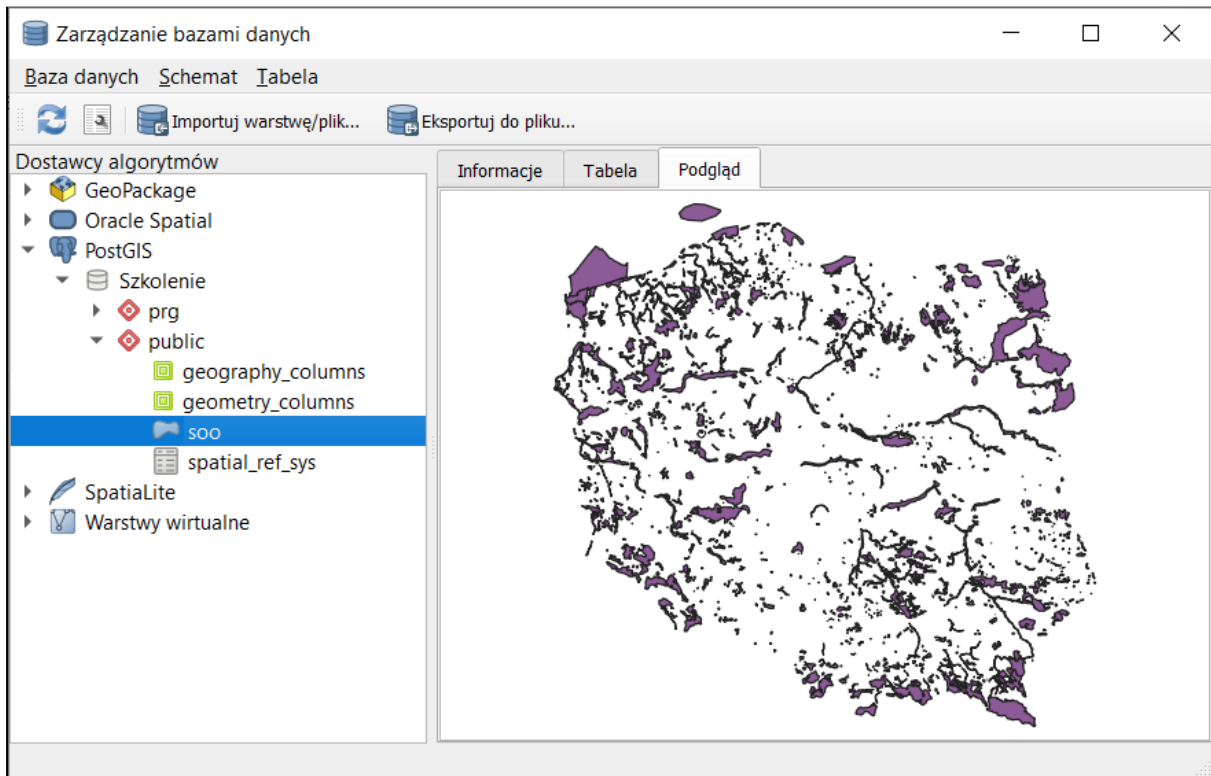 Zarządzanie bazami danych
Baza danych Schemat Tabela
Importuj warstwę/plik... Eksportuj do pliku...
Dostawcy algorytmów
Informacje Tabela Podgląd
GeoPackage
Oracle Spatial
PostGIS
Szkolenie
prg
public
geography_columns
geometry_columns
soo
spatial_ref_sys
SpatiaLite
Warstwy wirtualne